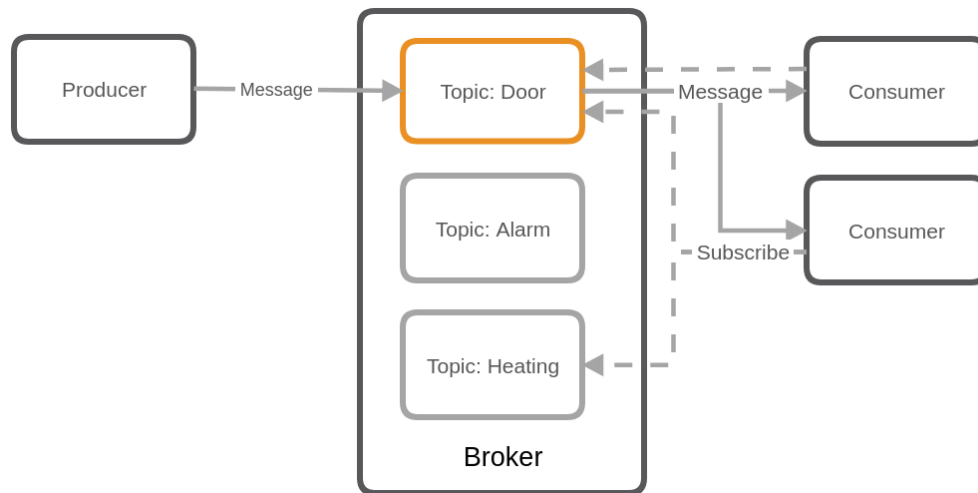 Producer
Message
Topic: Door
Message
Consumer
Topic: Alarm
Consumer
Subscribe
Topic: Heating
Broker